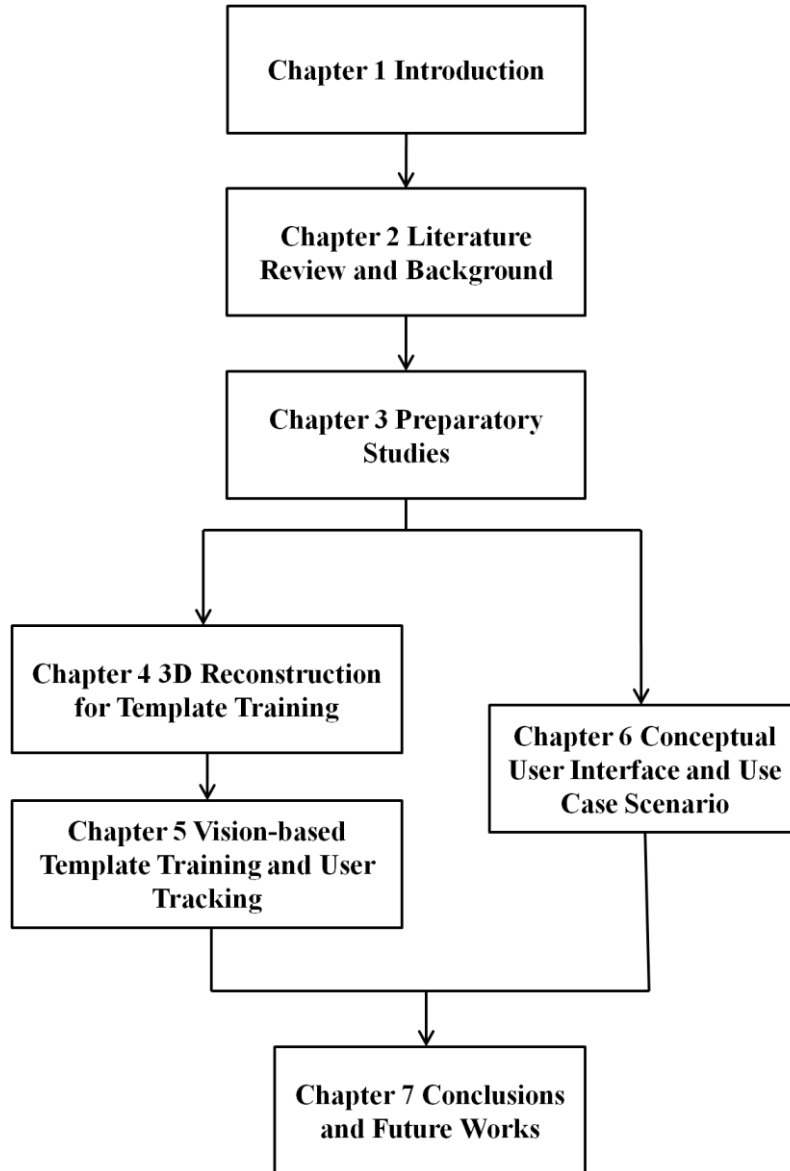 Chapter 1 Introduction
Chapter 2 Literature
Review and Background
Chapter 3 Preparatory
Studies
Chapter 4 3D Reconstruction
for Template Training
Chapter 5 Vision-based
Template Training and User
Tracking
Chapter 6 Conceptual
User Interface and Use
Case Scenario
Chapter 7 Conclusions
and Future Works